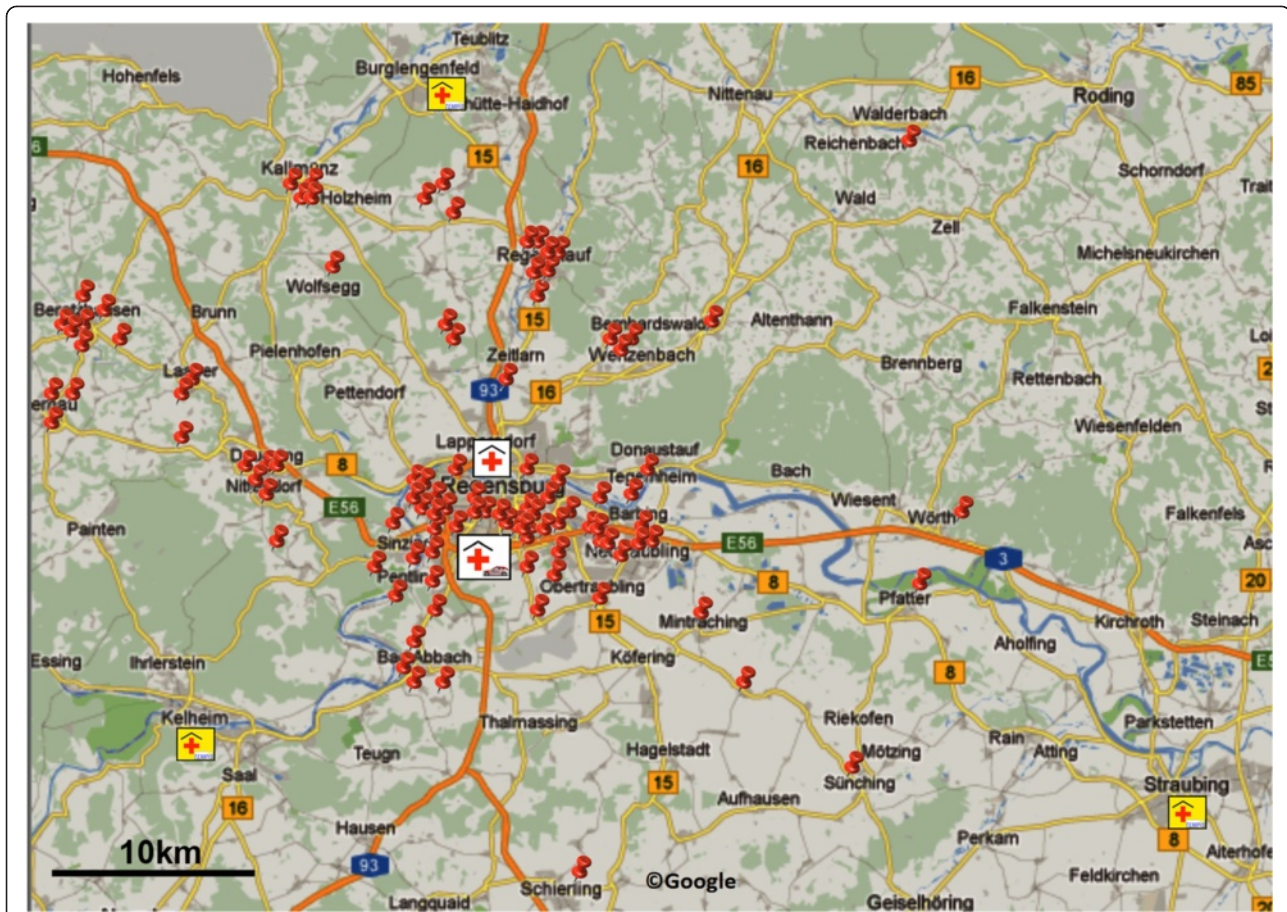 Teublitz
Hohenfels
Burglengenfeld
16
85
Nittenau
Roding
hütte-Haidhof
Walderbach
Reichenbach
6
15
16
Schorndorf
Kallmünz
Holzheim
Wald
Zell
Michelsneukirchen
Wolfsegg
Brunn
Falkenstein
15
Altenthann
Bernhardswald
Pielenhofen
Zeitlarn
Wenzenbach
Brennberg
Rettenbach
Pettendorf
93
16
Wiesenfelden
Donaustauf
8
Bach
Regensburg
Wiesent
Painten
E56
Wörth
Falkenfels
E56
3
8
20
Pfatter
15
Mintraching
Kirchroth
Steinach
Aholfing
Essing
Ihrlerstein
Köfering
8
Kelheim
Thalmassing
Riekofen
Parkstetten
Teugn
Hagelstadt
Rain
Mötzing
Atting
Saal
15
Sünching
Straubing
16
Aufhausen
Hausen
Perkam
8
10km
93
Feldkirchen
Schierling
©Google
Langquaid
Geiselhöring